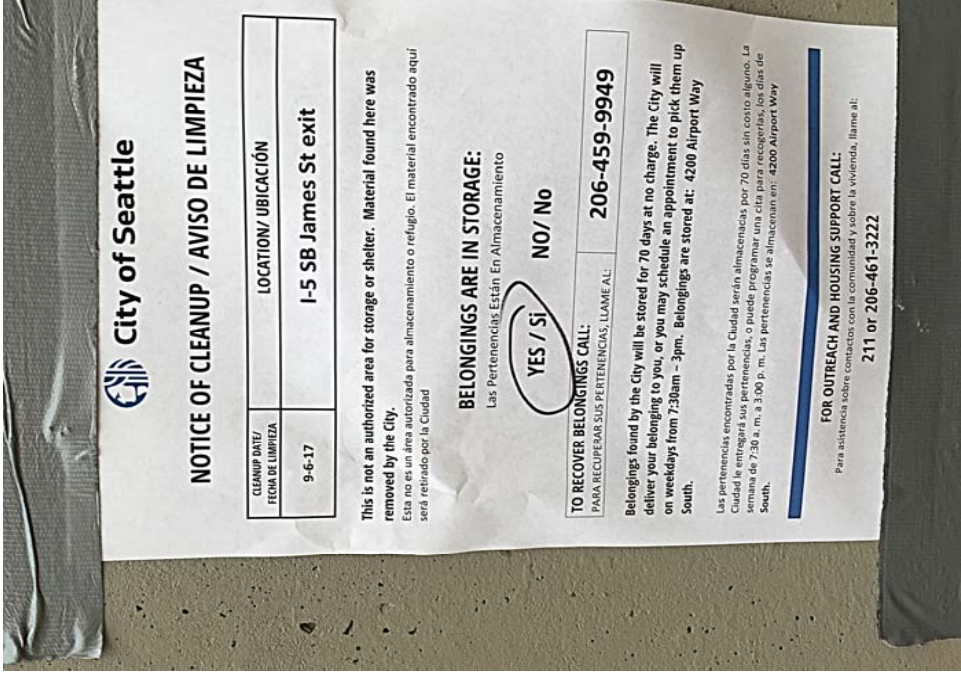 City of Seattle
NOTICE OF CLEANUP / AVISO DE LIMPIEZA
CLEANUP DATE/
FECHA DE LIMPIEZA
LOCATION/ UBICACIÓN
9-6-17
I-5 SB James St exit
This is not an authorized area for storage or shelter. Material found here was
removed by the City.
Esta no es un área autorizada para almacenamiento o refugio. El material encontrado aquí
será retirado por la Ciudad
BELONGINGS ARE IN STORAGE:
Las Pertenencias Están En Almacenamiento
YES / Si NO/ No
TO RECOVER BELONGINGS CALL:
PARA RECUPERAR SUS PERTENENCIAS, LLAME AL:
206-459-9949
Belongings found by the City will be stored for 70 days at no charge. The City will
deliver your belonging to you, or you may schedule an appointment to pick them up
on weekdays from 7:30am – 3pm. Belongings are stored at: 4200 Airport Way
South.
Las pertenencias encontradas por la Ciudad serán almacenadas por 70 días sin costo alguno. La
Ciudad le entregará sus pertenencias, o puede programar una cita para recogerlas, los días de
semana de 7:30 a. m. a 3:00 p. m. Las pertenencias se almacenan en: 4200 Airport Way
South.
FOR OUTREACH AND HOUSING SUPPORT CALL:
Para asistencia sobre contactos con la comunidad y sobre la vivienda, llame al:
211 or 206-461-3222